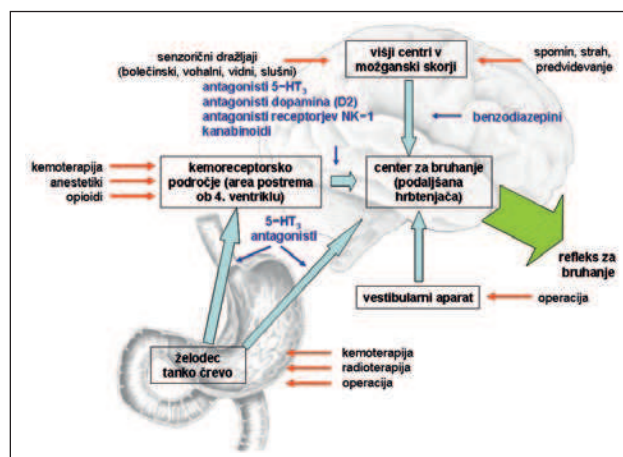 senzorični dražljaji
(bolečinski, vohalni, vidni, slušni)
višji centri v
možganski skorji
spomin, strah,
predvidevanje
antagonisti 5-HT3
antagonisti dopamina (D2)
antagonisti receptorjev NK-1
kanabinoidi
benzodiazepini
kemoterapija
anestetiki
opioidi
kemoreceptorsko
področje (area postrema
ob 4. ventriklu)
center za bruhanje
(podaljšana
hrbtenjača)
5-HT3
antagonisti
refleks za
bruhanje
vestibularni aparat
operacija
želodec
tanko črevo
kemoterapija
radioterapija
operacija